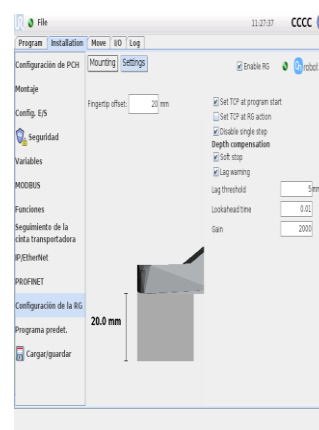 File
11:27:37
CCCC
Program
Installation
Move
I/O
Log
Configuración de PCH
Montaje
Config. E/S
Seguridad
Variables
MODBUS
Funciones
Seguimiento de la
cinta transportadora
IP/EtherNet
PROFINET
Configuración de la RG
Programa predet.
Cargar/guardar
Mounting
Settings
Enable RG
On robot
Fingertip offset:
20 mm
Set TCP at program start
Set TCP at RG action
Disable single step
Depth compensation
Soft stop
Lag warning
Lag threshold
5mm
Lookahead time
0.01
Gain
2000
20.0 mm